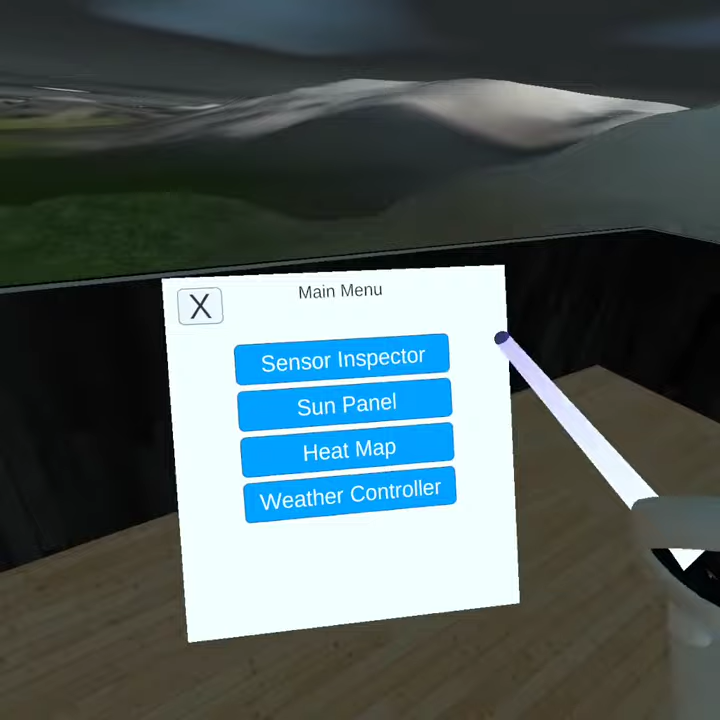 X
Main Menu
Sensor Inspector
Sun Panel
Heat Map
Weather Controller